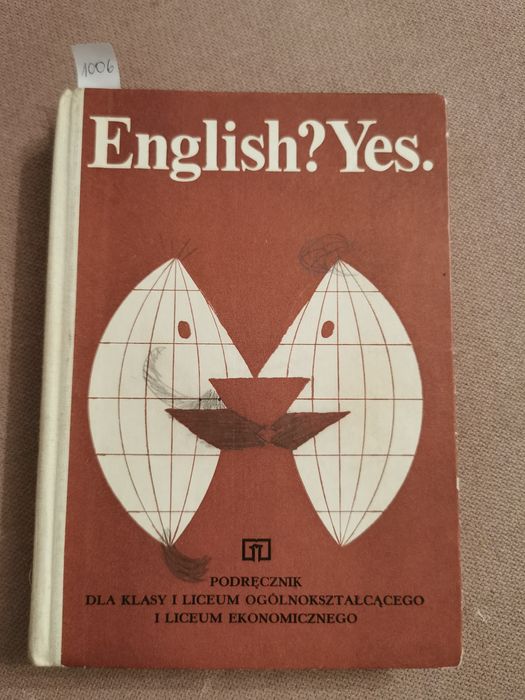 1006
English? Yes.
PODRĘCZNIK
DLA KLASY I LICEUM OGÓLNOKSZTAŁCĄCEGO
I LICEUM EKONOMICZNEGO